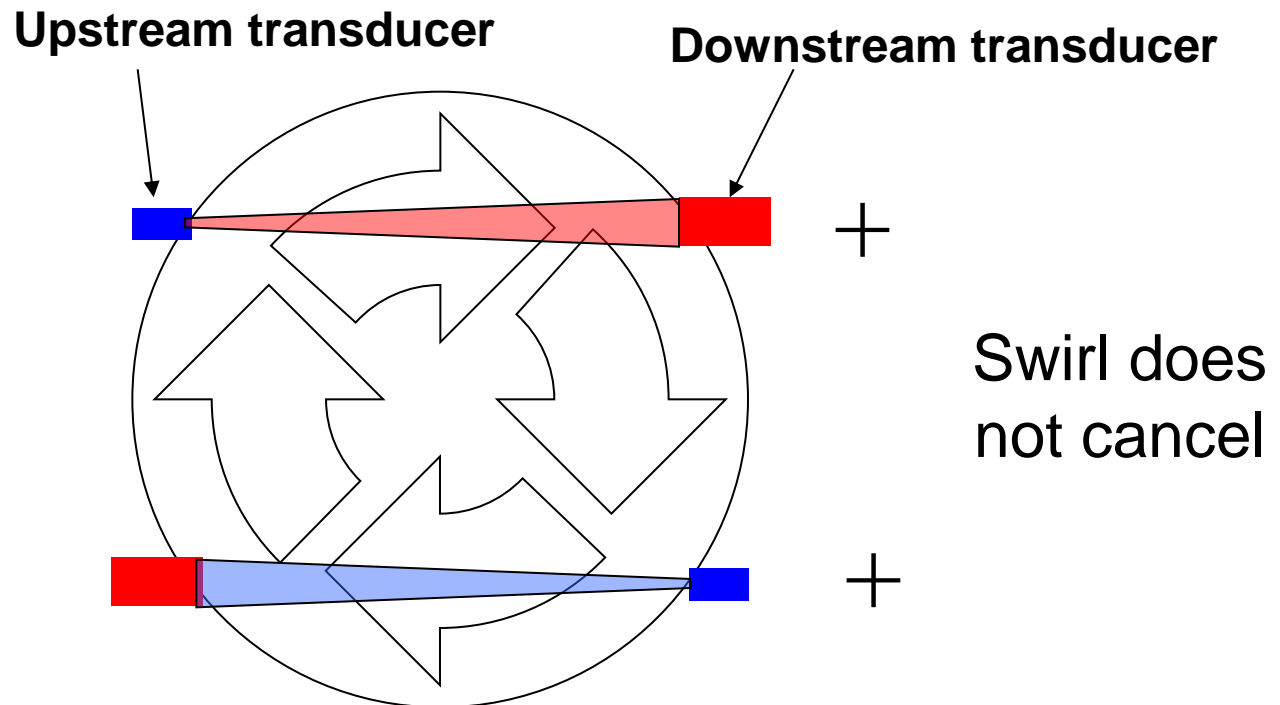 Upstream transducer
Downstream transducer
+
Swirl does
not cancel
+